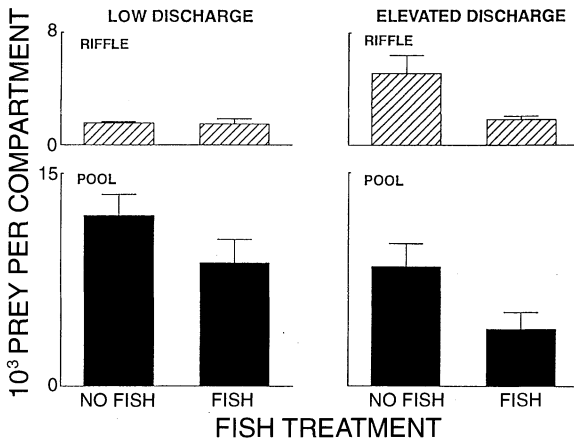 LOW DISCHARGE
ELEVATED DISCHARGE
8
RIFFLE
RIFFLE
0
15
POOL
POOL
0
NO FISH FISH
NO FISH FISH
FISH TREATMENT
10³ PREY PER COMPARTMENT